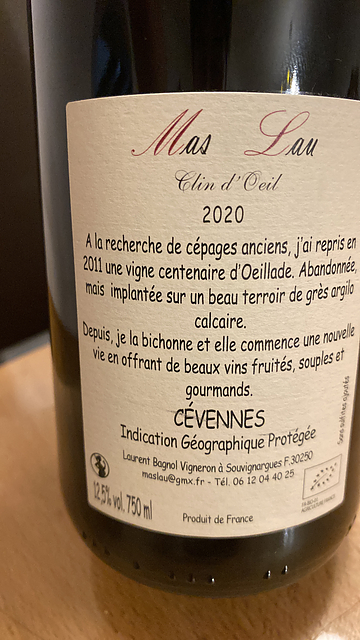 Mas Lau
Clin d'Oeil
2020
A la recherche de cépages anciens, j'ai repris en
2011 une vigne centenaire d'Oeillade. Abandonnée,
mais implantée sur un beau terroir de grès argilo
calcaire.
Depuis, je la bichonne et elle commence une nouvelle
vie en offrant de beaux vins fruités, souples et
gourmands.
CÉVENNES
Indication Géographique Protégée
Laurent Bagnol Vigneron à Souvignargues F.30250
maslau@gmx.fr - Tél. 06 12 04 40 25
12,5% vol. 750 ml
Produit de France
Sans sulfites ajoutés
AGRICULTURE FRANCE